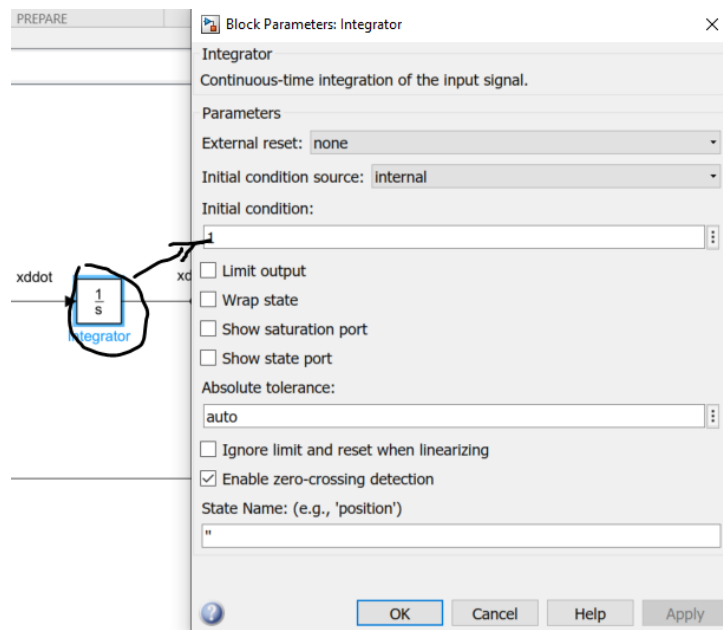 PREPARE
Block Parameters: Integrator
Integrator
Continuous-time integration of the input signal.
Parameters
External reset: none
Initial condition source: internal
Initial condition:
1
Limit output
Wrap state
Show saturation port
Show state port
Absolute tolerance:
auto
Ignore limit and reset when linearizing
Enable zero-crossing detection
State Name: (e.g., 'position')
"
OK Cancel Help Apply
xddot
xd
1
s
Integrator